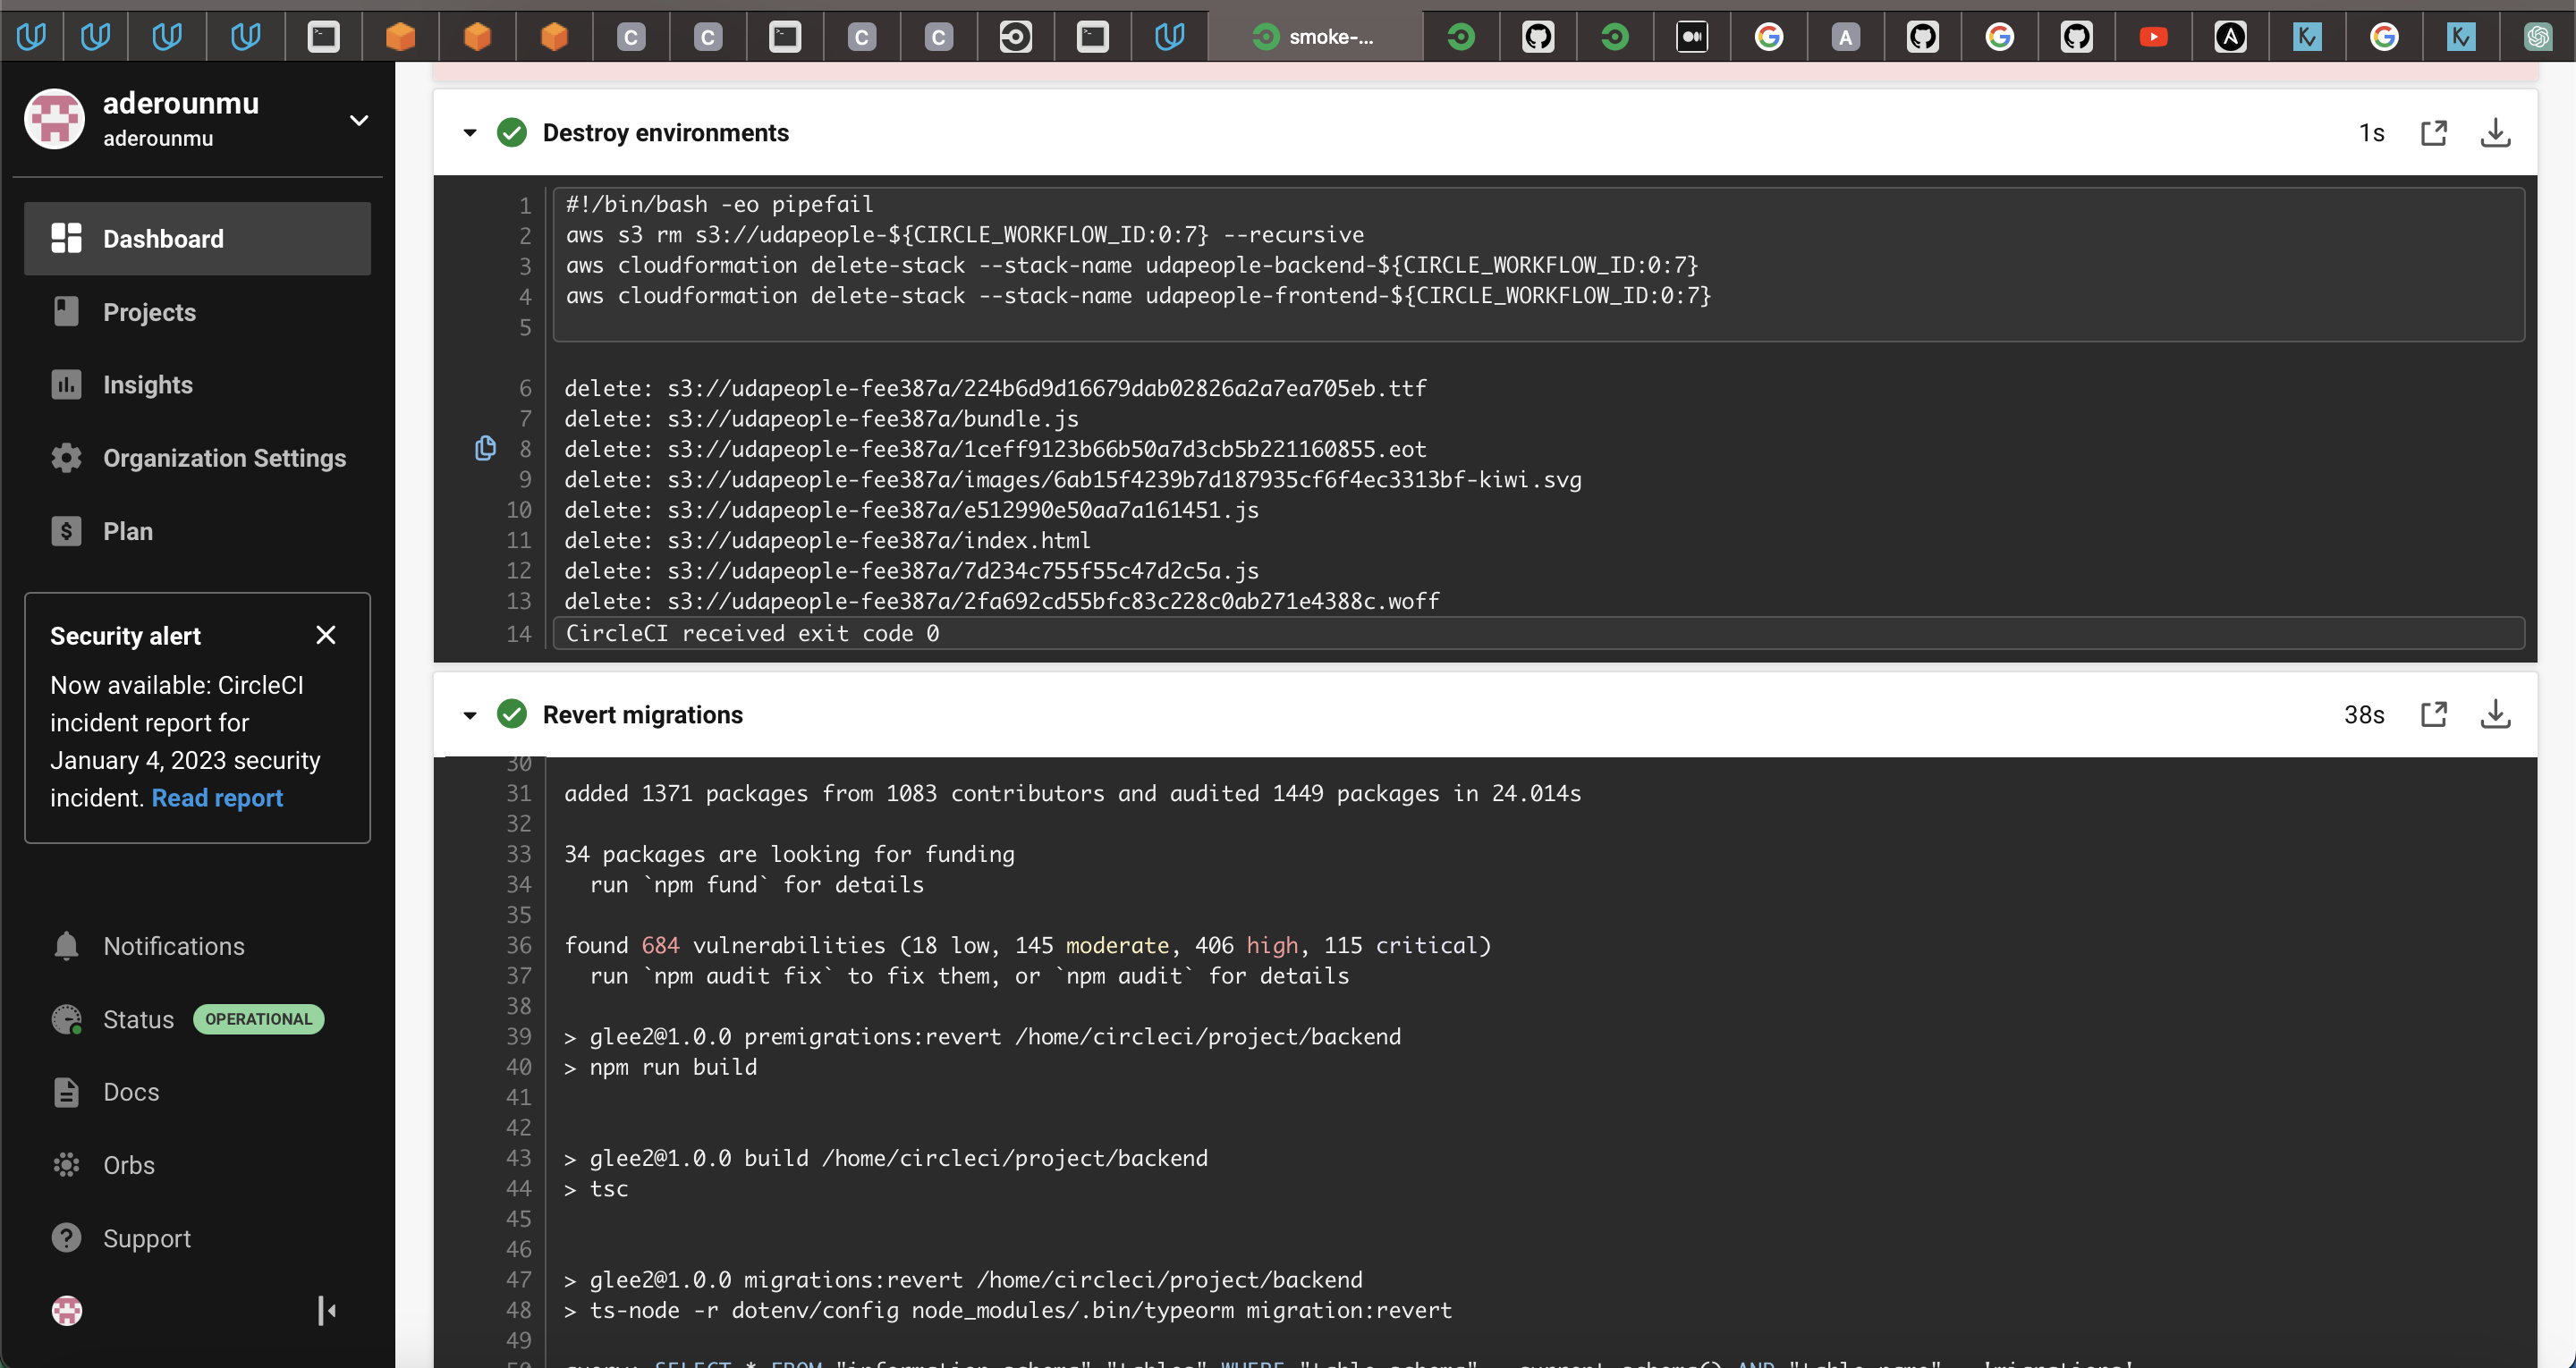 smoke-...
aderounmu
aderounmu
Dashboard
Projects
Insights
Organization Settings
Plan
Security alert
Now available: CircleCI
incident report for
January 4, 2023 security
incident. Read report
Notifications
Status OPERATIONAL
Docs
Orbs
Support
Destroy environments 1s
1 #!/bin/bash -eo pipefail
2 aws s3 rm s3://udapeople-${CIRCLE_WORKFLOW_ID:0:7} --recursive
3 aws cloudformation delete-stack --stack-name udapeople-backend-${CIRCLE_WORKFLOW_ID:0:7}
4 aws cloudformation delete-stack --stack-name udapeople-frontend-${CIRCLE_WORKFLOW_ID:0:7}
5
6 delete: s3://udapeople-fee387a/224b6d9d16679dab02826a2a7ea705eb.ttf
7 delete: s3://udapeople-fee387a/bundle.js
8 delete: s3://udapeople-fee387a/1ceff9123b66b50a7d3cb5b221160855.eot
9 delete: s3://udapeople-fee387a/images/6ab15f4239b7d187935cf6f4ec3313bf-kiwi.svg
10 delete: s3://udapeople-fee387a/e512990e50aa7a161451.js
11 delete: s3://udapeople-fee387a/index.html
12 delete: s3://udapeople-fee387a/7d234c755f55c47d2c5a.js
13 delete: s3://udapeople-fee387a/2fa692cd55bfc83c228c0ab271e4388c.woff
14 CircleCI received exit code 0
Revert migrations 38s
30
31 added 1371 packages from 1083 contributors and audited 1449 packages in 24.014s
32
33 34 packages are looking for funding
34 run `npm fund` for details
35
36 found 684 vulnerabilities (18 low, 145 moderate, 406 high, 115 critical)
37 run `npm audit fix` to fix them, or `npm audit` for details
38
39 > glee2@1.0.0 premigrations:revert /home/circleci/project/backend
40 > npm run build
41
42
43 > glee2@1.0.0 build /home/circleci/project/backend
44 > tsc
45
46
47 > glee2@1.0.0 migrations:revert /home/circleci/project/backend
48 > ts-node -r dotenv/config node_modules/.bin/typeorm migration:revert
49
50 query: SELECT * FROM "information_schema"."tables" WHERE "table_schema" = current_schema() AND "table_name" = 'migrations'